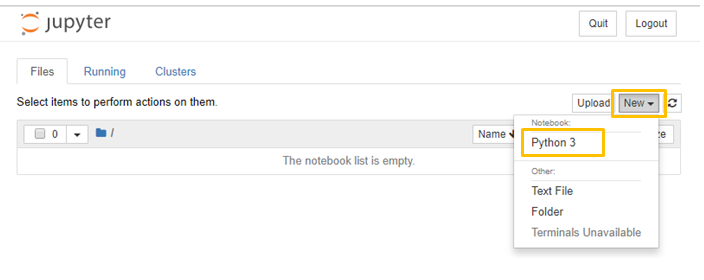 jupyter
Quit
Logout
Files
Running
Clusters
Select items to perform actions on them.
Upload
New
0
/
Name
The notebook list is empty.
Notebook:
Python 3
Other:
Text File
Folder
Terminals Unavailable